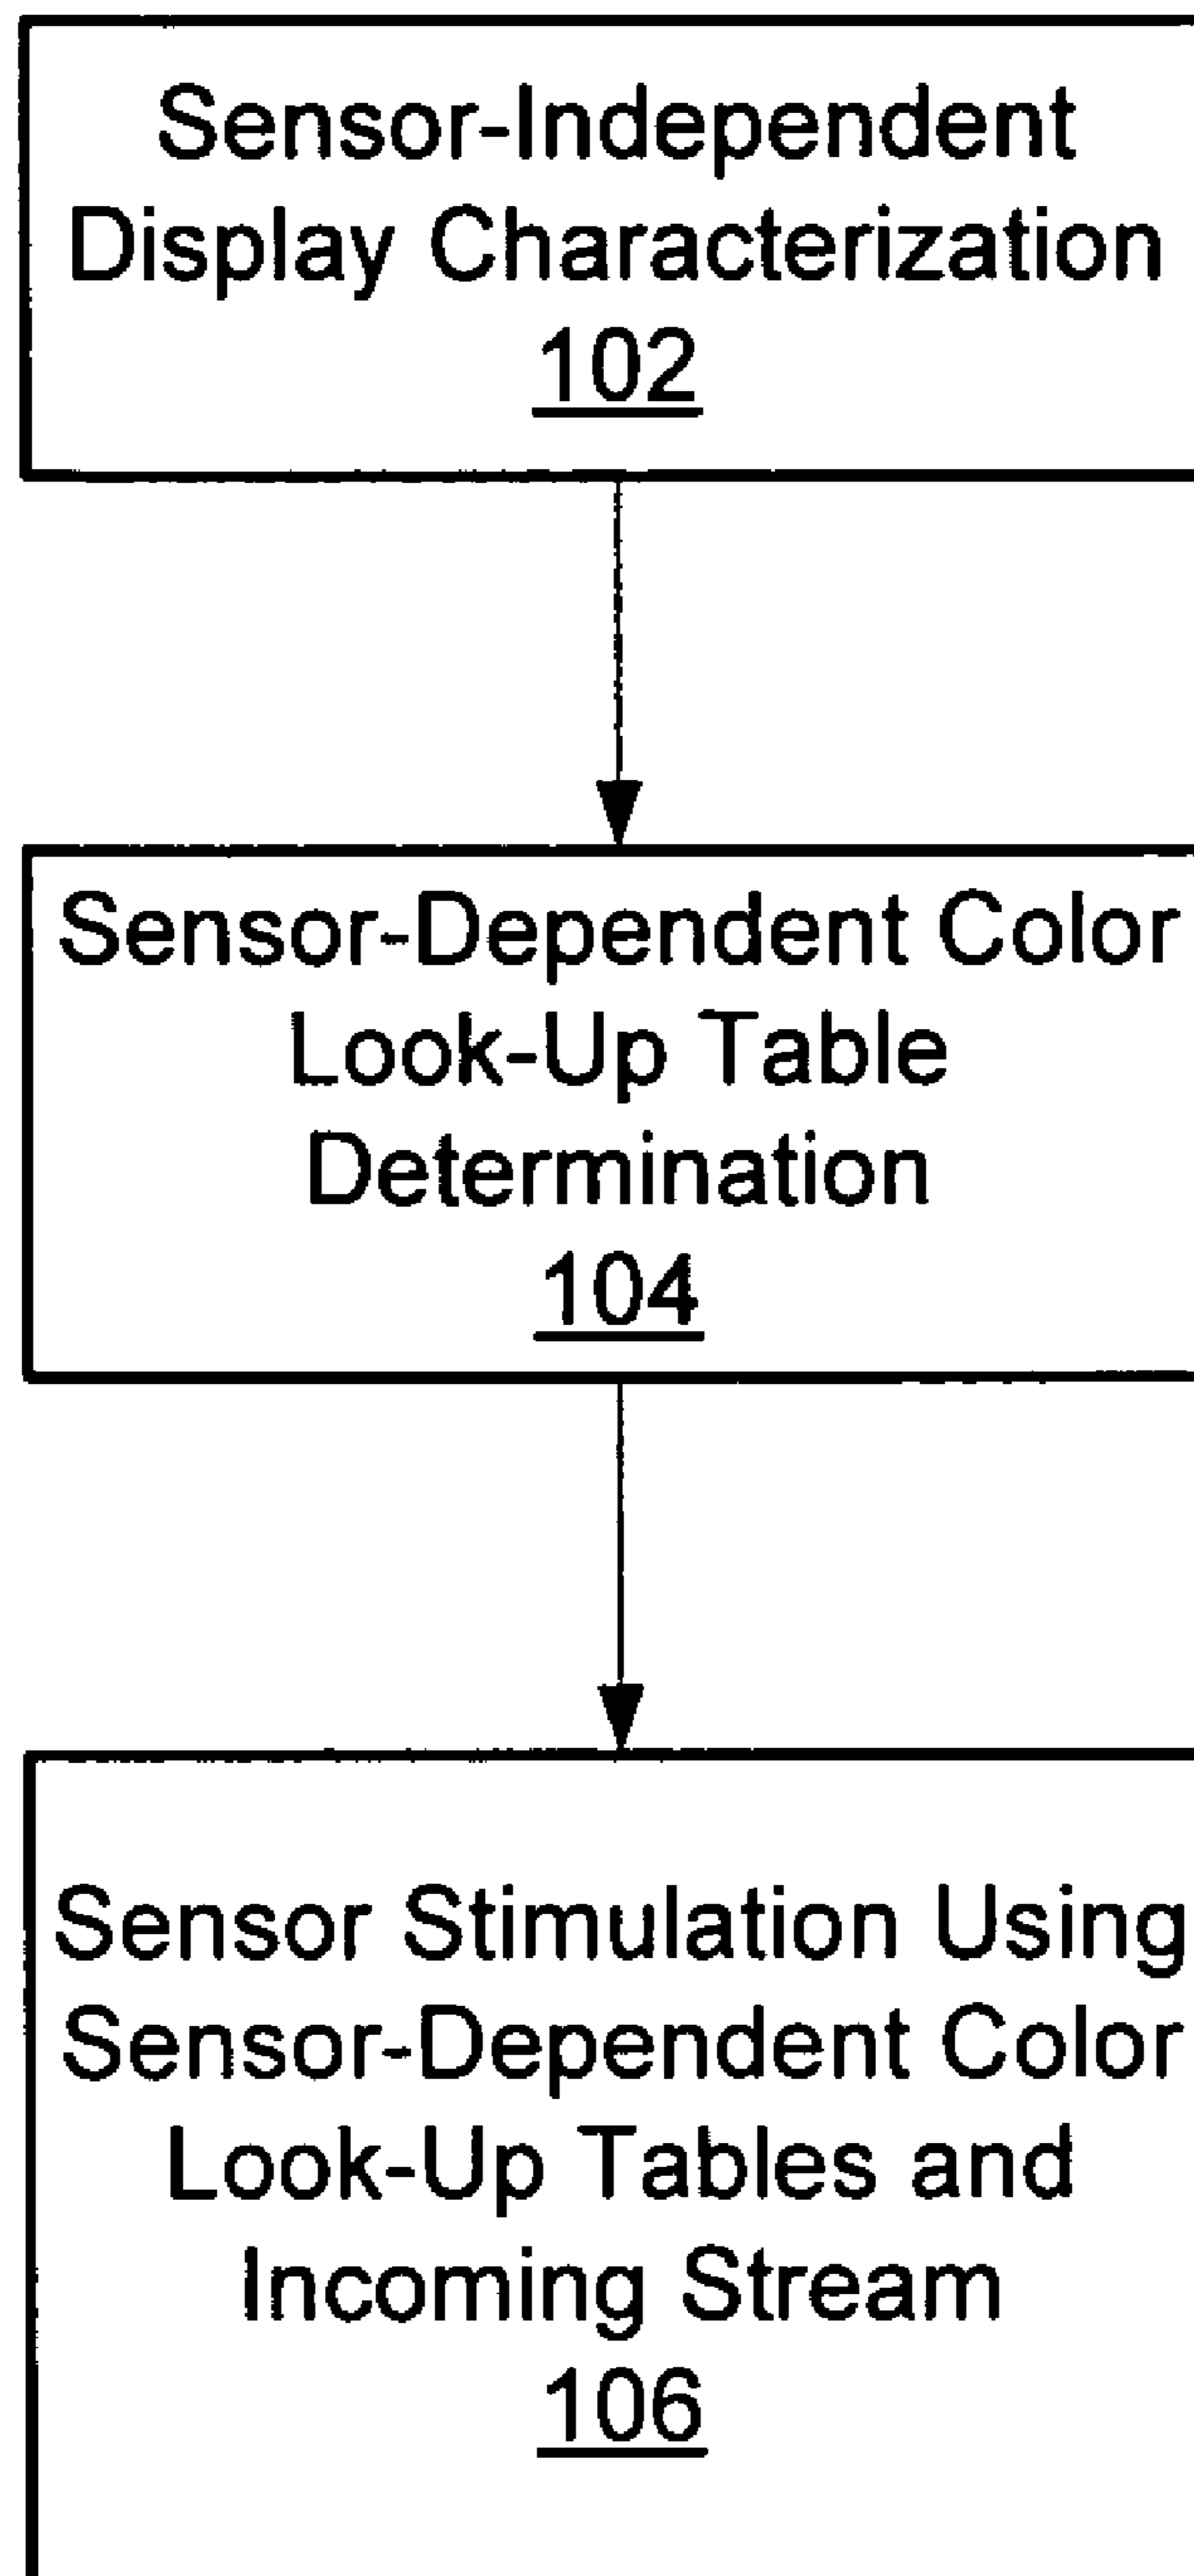 Sensor-Independent
Display Characterization
102
Sensor-Dependent Color
Look-Up Table
Determination
104
Sensor Stimulation Using
Sensor-Dependent Color
Look-Up Tables and
Incoming Stream
106